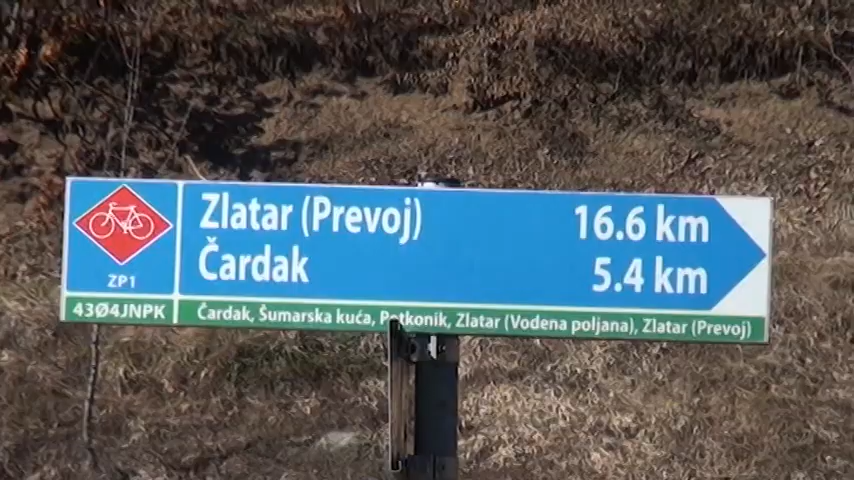 Zlatar (Prevoj) 16.6 km
Čardak 5.4 km
ZP1
43Ø4JNPK
Čardak, Šumarska kuća, Potkonik, Zlatar (Vodena poljana), Zlatar (Prevoj)